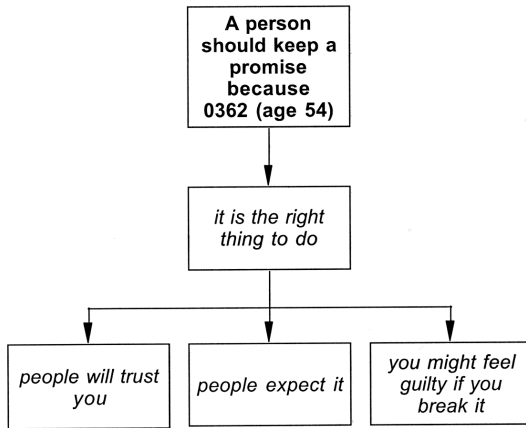 A person
should keep a
promise
because
0362 (age 54)
it is the right
thing to do
people will trust
you
people expect it
you might feel
guilty if you
break it